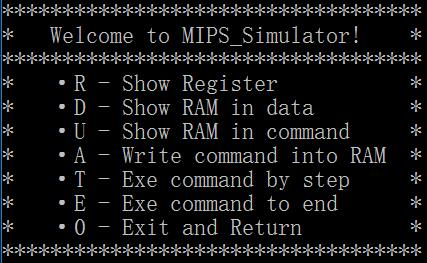 ***********************************
*   Welcome to MIPS_Simulator!    *
***********************************
*    ·R - Show Register           *
*    ·D - Show RAM in data        *
*    ·U - Show RAM in command     *
*    ·A - Write command into RAM  *
*    ·T - Exe command by step     *
*    ·E - Exe command to end      *
*    ·O - Exit and Return         *
***********************************